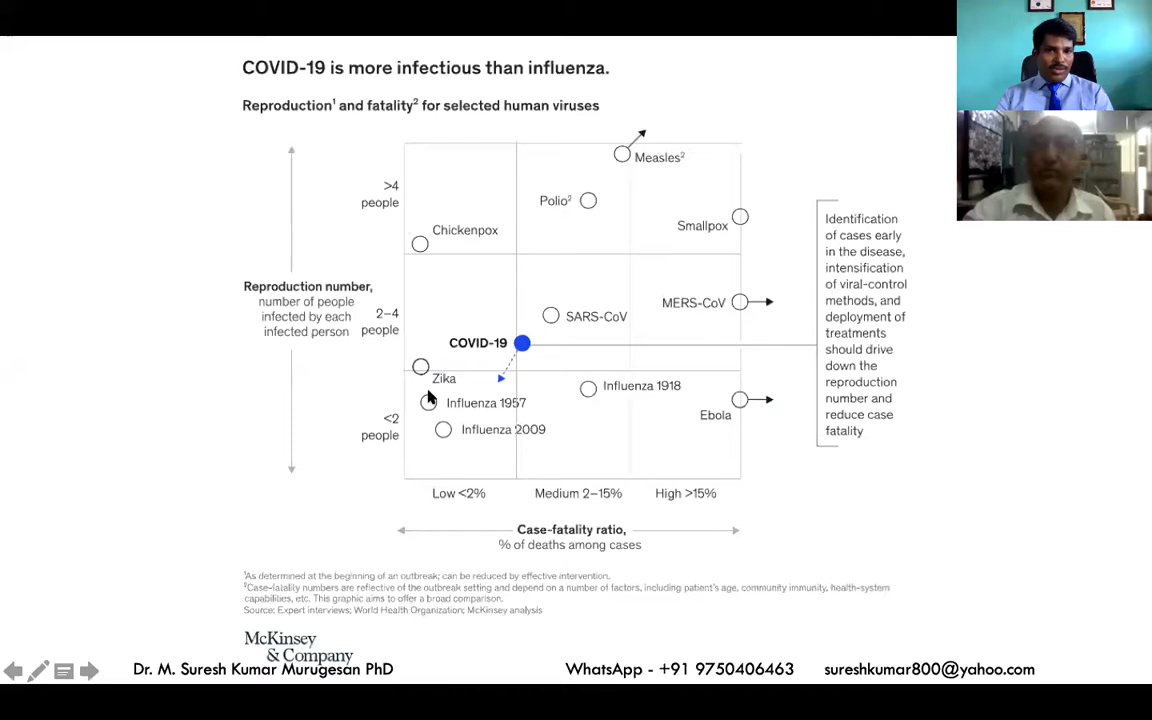 COVID-19 is more infectious than influenza.
Reproduction¹ and fatality² for selected human viruses
>4
people
2–4
people
<2
people
Reproduction number,
number of people
infected by each
infected person
Measles²
Polio²
Smallpox
Chickenpox
MERS-CoV
SARS-CoV
COVID-19
Zika
Influenza 1918
Influenza 1957
Ebola
Influenza 2009
Low <2%
Medium 2–15%
High >15%
Case-fatality ratio,
% of deaths among cases
Identification
of cases early
in the disease,
intensification
of viral-control
methods, and
deployment of
treatments
should drive
down the
reproduction
number and
reduce case
fatality
¹As determined at the beginning of an outbreak; can be reduced by effective intervention.
²Case-fatality numbers are reflective of the outbreak setting and depend on a number of factors, including patient's age, community immunity, health-system
capabilities, etc. This graphic aims to offer a broad comparison.
Source: Expert interviews; World Health Organization; McKinsey analysis
McKinsey
& Company
Dr. M. Suresh Kumar Murugesan PhD
WhatsApp - +91 9750406463
sureshkumar800@yahoo.com